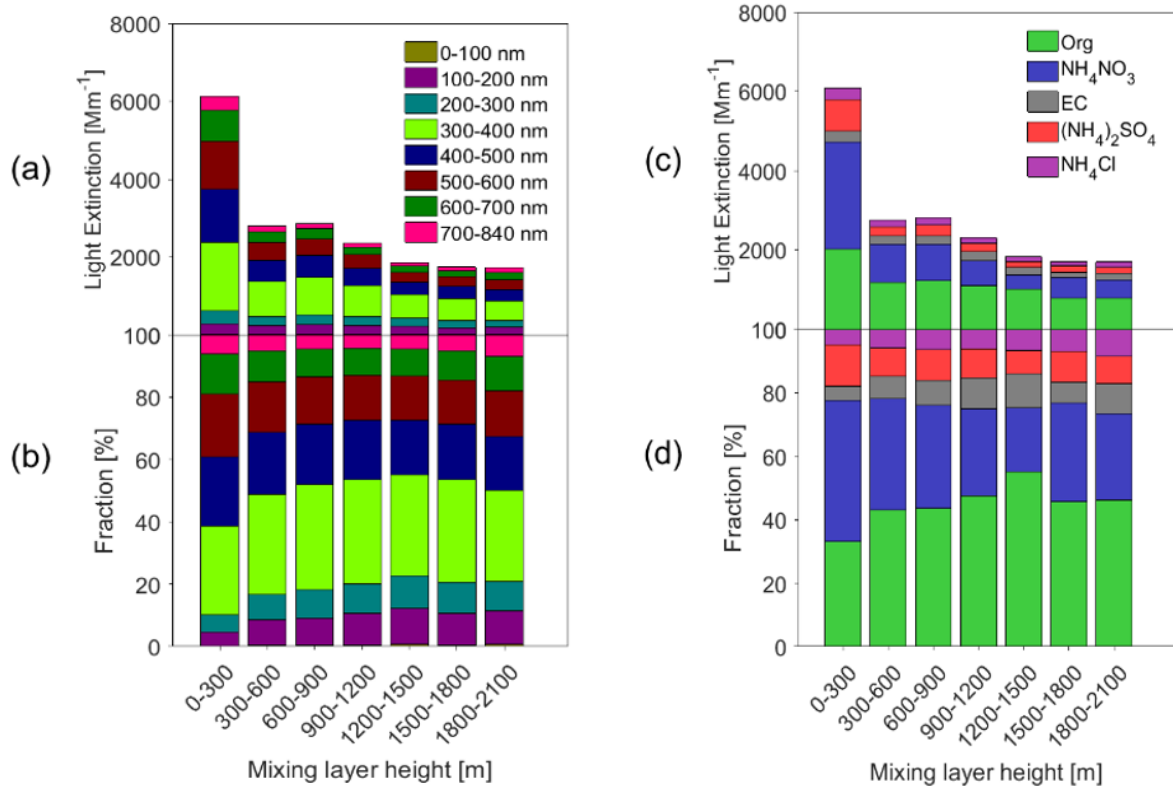 (a)
Light Extinction [Mm-1]
8000
6000
4000
2000
0-100 nm
100-200 nm
200-300 nm
300-400 nm
400-500 nm
500-600 nm
600-700 nm
700-840 nm
(b)
Fraction [%]
100
80
60
40
20
0
0-300
300-600
600-900
900-1200
1200-1500
1500-1800
1800-2100
Mixing layer height [m]
(c)
Light Extinction [Mm-1]
8000
6000
4000
2000
Org
NH4NO3
EC
(NH4)2SO4
NH4Cl
(d)
Fraction [%]
100
80
60
40
20
0
0-300
300-600
600-900
900-1200
1200-1500
1500-1800
1800-2100
Mixing layer height [m]